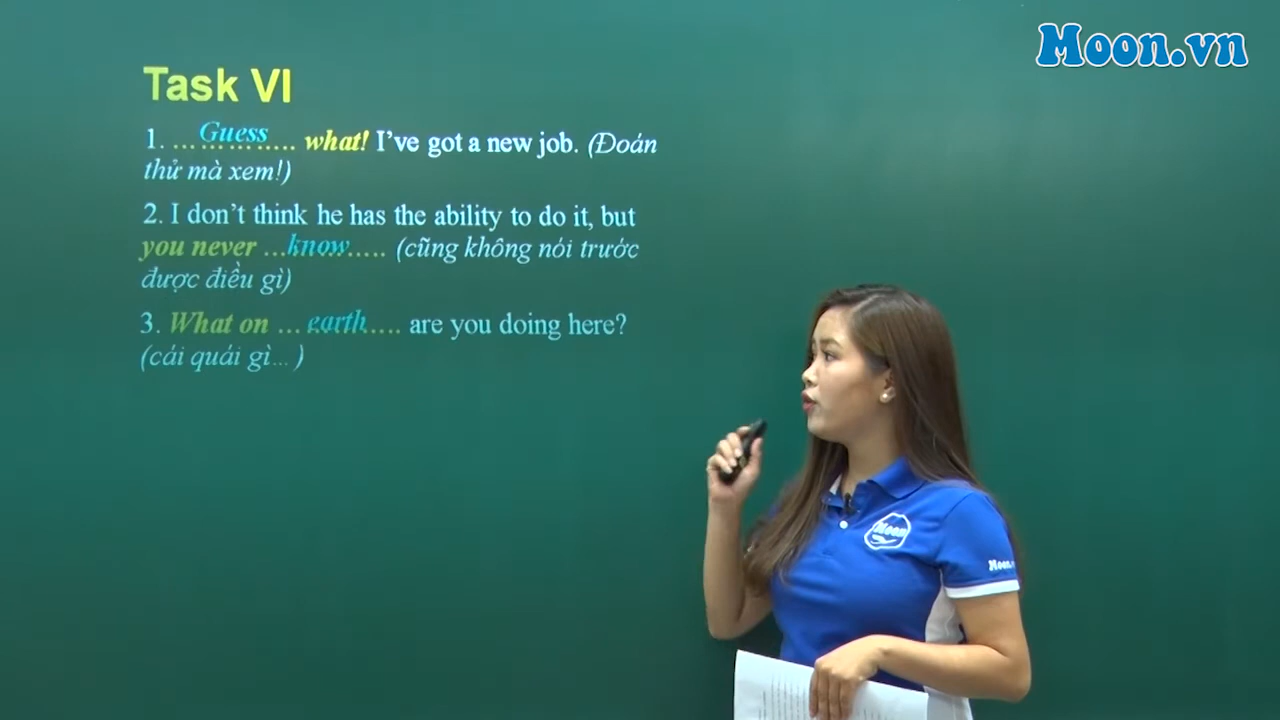 Moon.vn
Task VI
1. ... Guess ..... what! I've got a new job. (Đoán
thử mà xem!)
2. I don't think he has the ability to do it, but
you never ...know..... (cũng không nói trước
được điều gì)
3. What on ... earth .... are you doing here?
(cái quái gì... )
Moon
Moon.